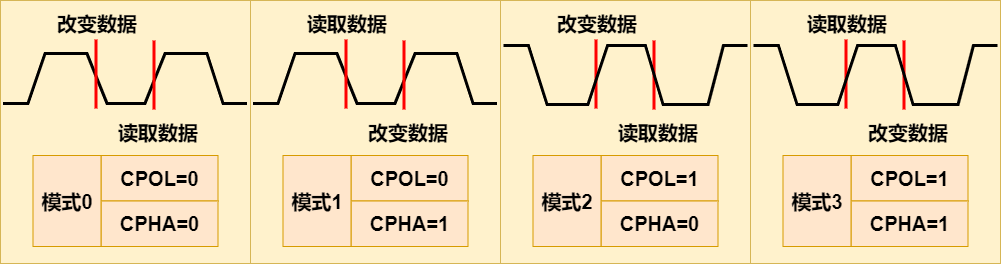 改变数据
读取数据
模式0
CPOL=0
CPHA=0
读取数据
改变数据
模式1
CPOL=0
CPHA=1
改变数据
读取数据
模式2
CPOL=1
CPHA=0
读取数据
改变数据
模式3
CPOL=1
CPHA=1